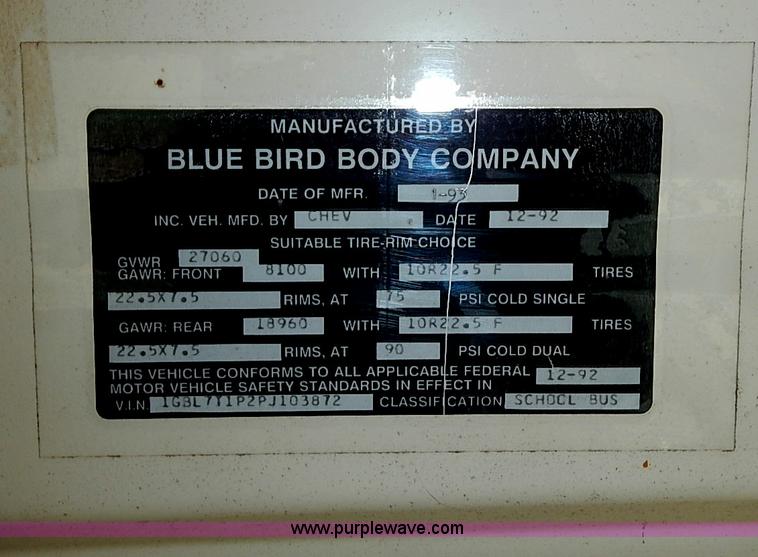 MANUFACTURED BY
BLUE BIRD BODY COMPANY
DATE OF MFR. 1-93
INC. VEH. MFD. BY CHEV. DATE 12-92
SUITABLE TIRE-RIM CHOICE
GVWR 27060
GAWR: FRONT 8100 WITH 10R22.5 F TIRES
22.5X7.5 RIMS, AT 75 PSI COLD SINGLE
GAWR: REAR 18960 WITH 10R22.5 F TIRES
22.5X7.5 RIMS, AT 90 PSI COLD DUAL
THIS VEHICLE CONFORMS TO ALL APPLICABLE FEDERAL
MOTOR VEHICLE SAFETY STANDARDS IN EFFECT IN 12-92
V.I.N. 1GBL7T1P2PJ103872 CLASSIFICATION SCHOOL BUS
www.purplewave.com